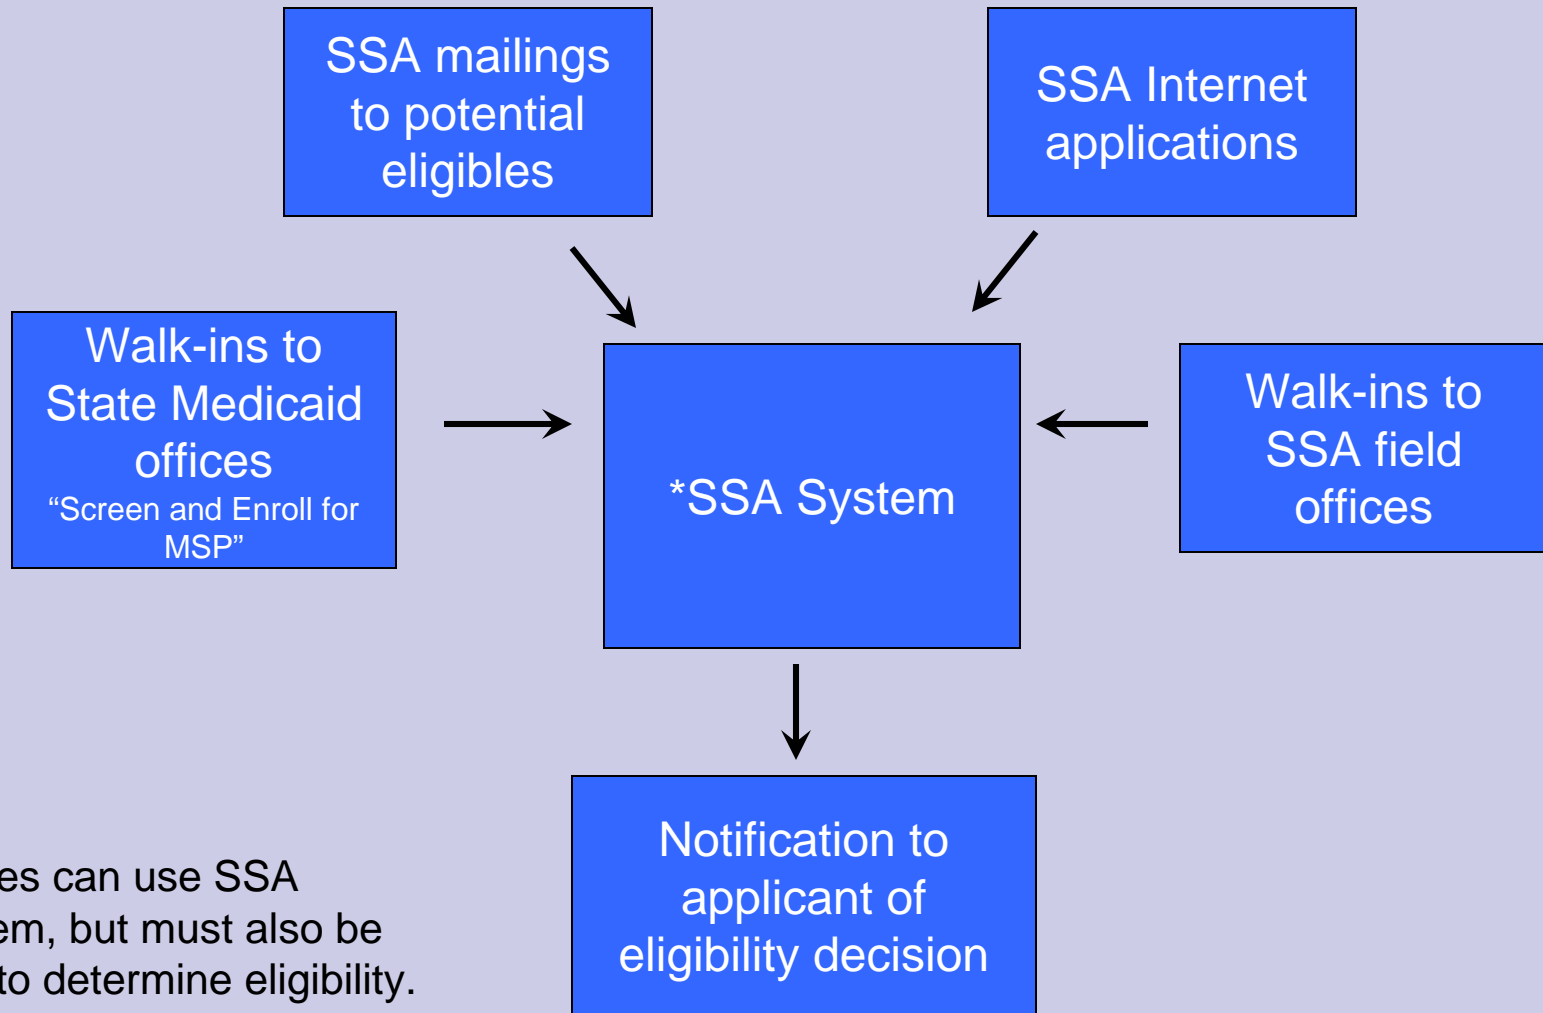 SSA mailings
to potential
eligibles
SSA Internet
applications
Walk-ins to
State Medicaid
offices
“Screen and Enroll for
MSP”
*SSA System
Walk-ins to
SSA field
offices
Notification to
applicant of
eligibility decision
can use SSA
but must also be
to determine eligibility.